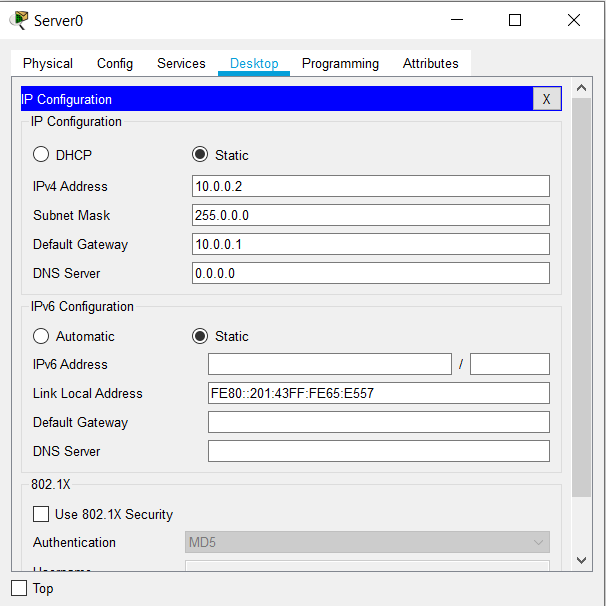 Server0
Physical Config Services Desktop Programming Attributes
IP Configuration X
IP Configuration
DHCP Static
IPv4 Address 10.0.0.2
Subnet Mask 255.0.0.0
Default Gateway 10.0.0.1
DNS Server 0.0.0.0
IPv6 Configuration
Automatic Static
IPv6 Address /
Link Local Address FE80::201:43FF:FE65:E557
Default Gateway
DNS Server
802.1X
Use 802.1X Security
Authentication MD5
Top